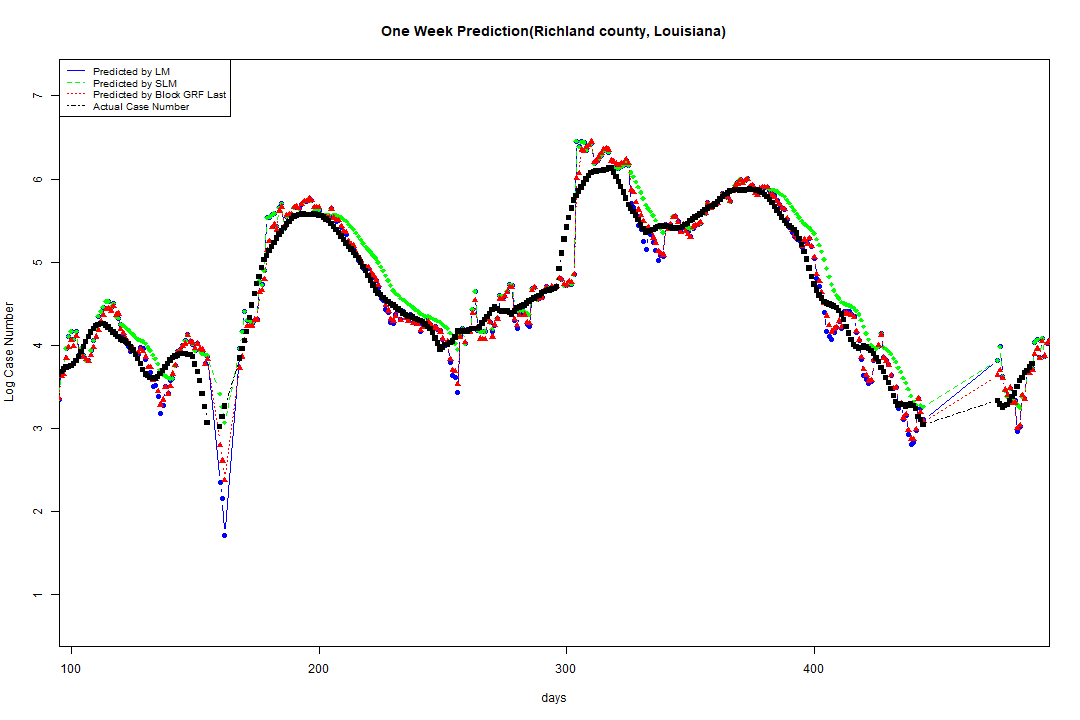 One Week Prediction(Richland county, Louisiana)
Predicted by LM
Predicted by SLM
Predicted by Block GRF Last
Actual Case Number
7
6
5
4
3
2
1
Log Case Number
100 200 300 400
days